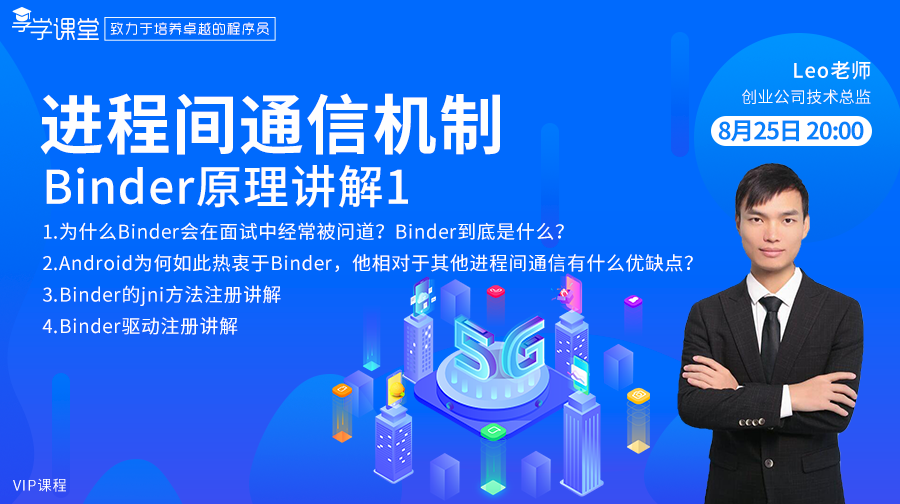 享学课堂 致力于培养卓越的程序员
Leo老师
创业公司技术总监
8月25日 20:00
进程间通信机制
Binder原理讲解1
1.为什么Binder会在面试中经常被问道？Binder到底是什么？
2.Android为何如此热衷于Binder，他相对于其他进程间通信有什么优缺点？
3.Binder的jni方法注册讲解
4.Binder驱动注册讲解
5G
VIP课程